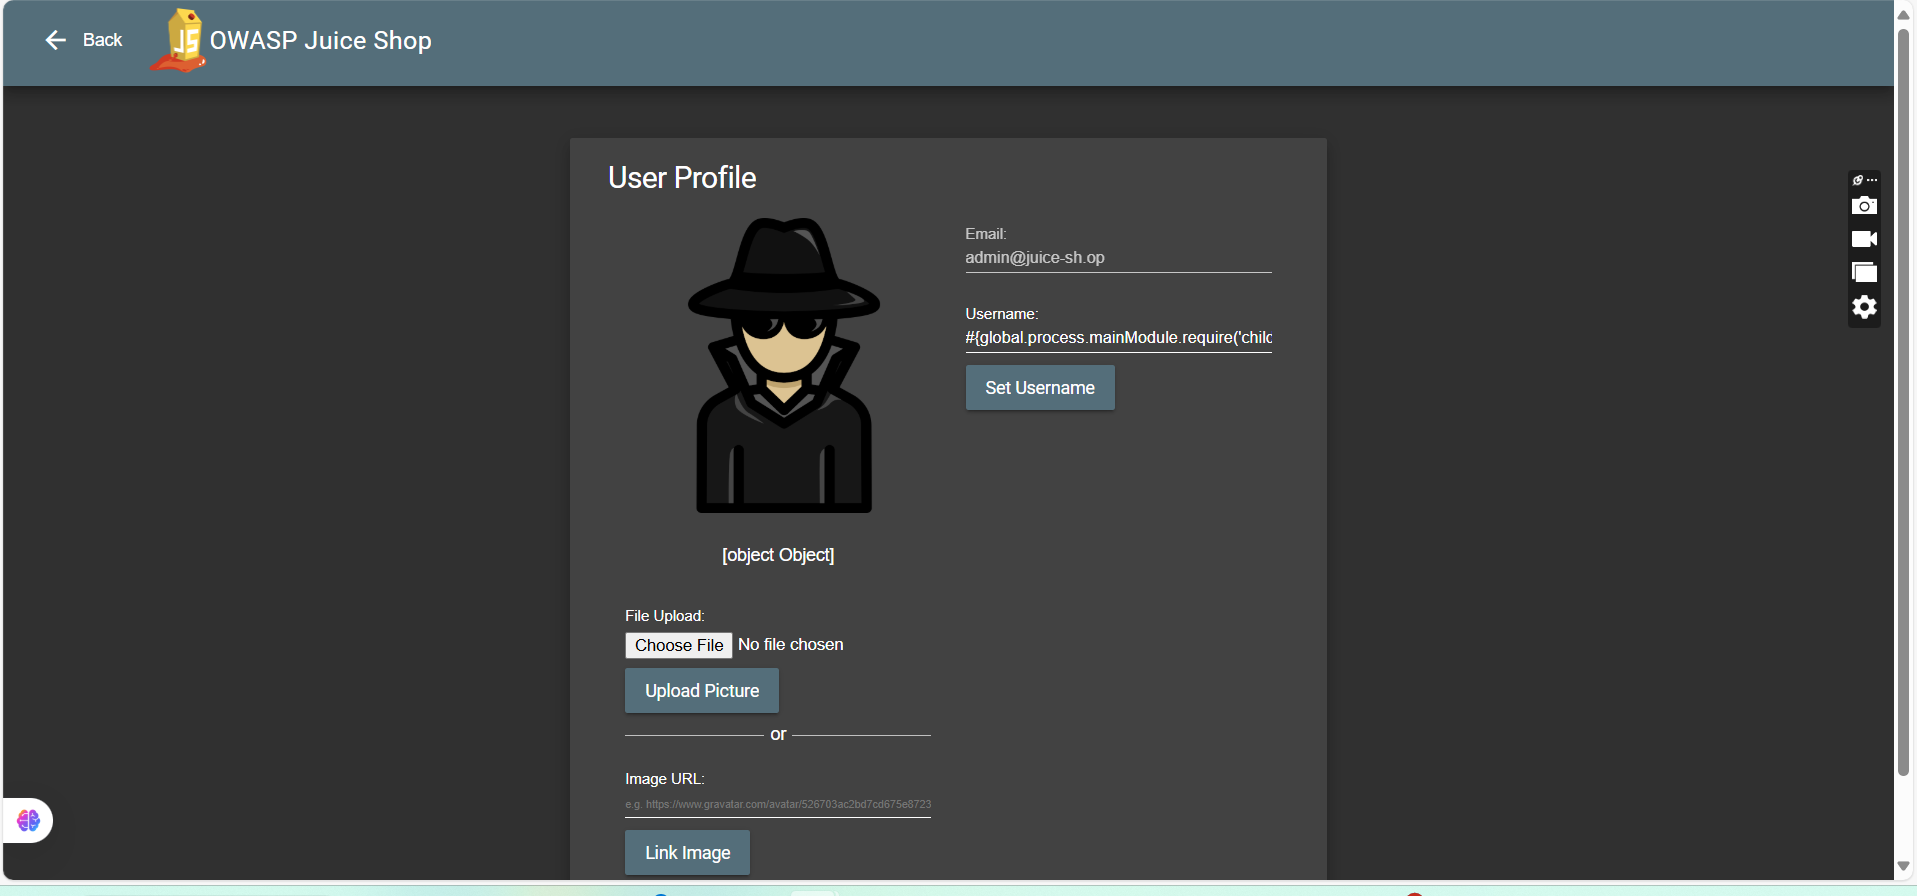 Back
JS
OWASP Juice Shop
User Profile
Email:
admin@juice-sh.op
Username:
#{global.process.mainModule.require('chilc
Set Username
[object Object]
File Upload:
Choose File No file chosen
Upload Picture
or
Image URL:
e.g. https://www.gravatar.com/avatar/526703ac2bd7cd675e8723
Link Image